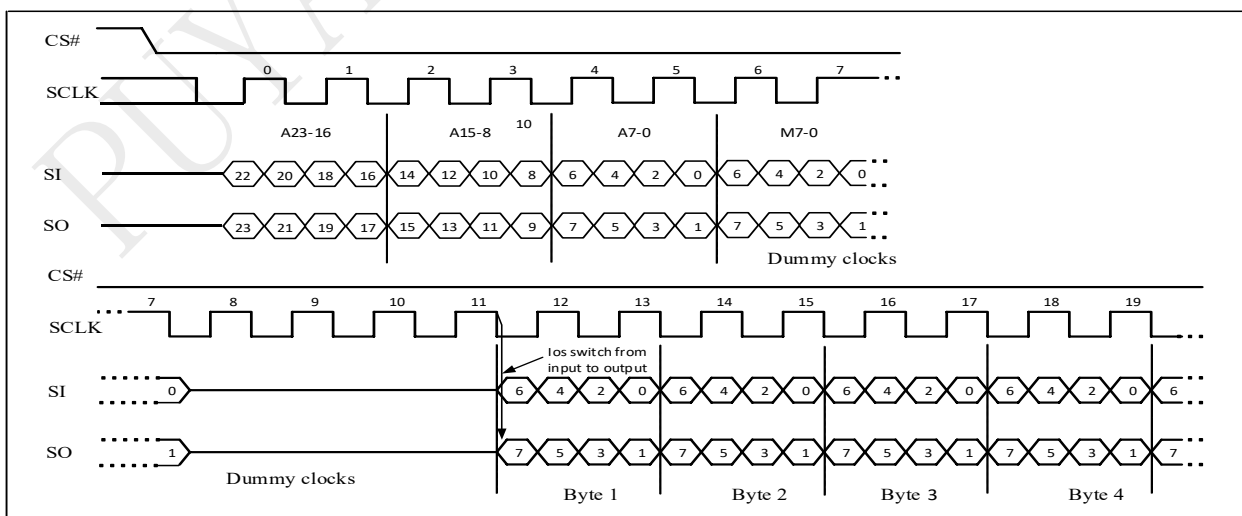 PUYA
CS#
0 1 2 3 4 5 6 7
SCLK
A23-16 A15-8 10 A7-0 M7-0
SI 22 20 18 16 14 12 10 8 6 4 2 0 6 4 2 0
SO 23 21 19 17 15 13 11 9 7 5 3 1 7 5 3 1
Dummy clocks
CS#
7 8 9 10 11 12 13 14 15 16 17 18 19
SCLK
Ios switch from
input to output
SI 0 6 4 2 0 6 4 2 0 6 4 2 0 6 4 2 0 6
SO 1 7 5 3 1 7 5 3 1 7 5 3 1 7 5 3 1 7
Dummy clocks Byte 1 Byte 2 Byte 3 Byte 4